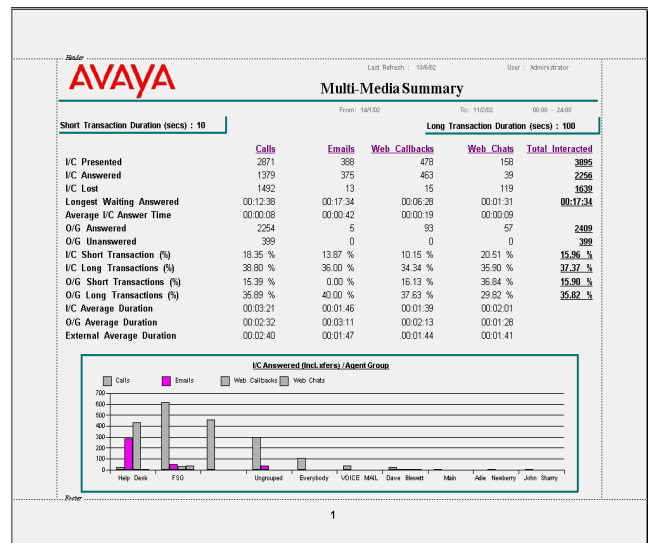 Header
AVAYA
Last Refresh : 13/6/02 User : Administrator
Multi-Media Summary
From: 14/1/02 To: 11/2/02 00:00 - 24:00
Short Transaction Duration (secs) : 10 Long Transaction Duration (secs) : 100
Calls Emails Web Callbacks Web Chats Total Interacted
I/C Presented 2871 388 478 158 3895
I/C Answered 1379 375 463 39 2256
I/C Lost 1492 13 15 119 1639
Longest Waiting Answered 00:12:38 00:17:34 00:06:28 00:01:31 00:17:34
Average I/C Answer Time 00:00:08 00:00:42 00:00:19 00:00:09
O/G Answered 2254 5 93 57 2409
O/G Unanswered 399 0 0 0 399
I/C Short Transaction (%) 18.35 % 13.87 % 10.15 % 20.51 % 15.96 %
I/C Long Transactions (%) 38.80 % 36.00 % 34.34 % 35.90 % 37.37 %
O/G Short Transactions (%) 15.39 % 0.00 % 16.13 % 36.84 % 15.90 %
O/G Long Transactions (%) 35.89 % 40.00 % 37.63 % 29.82 % 35.82 %
I/C Average Duration 00:03:21 00:01:46 00:01:39 00:02:01
O/G Average Duration 00:02:32 00:03:11 00:02:13 00:01:28
External Average Duration 00:02:40 00:01:47 00:01:44 00:01:41
I/C Answered (Incl. xfers) / Agent Group
Calls Emails Web Callbacks Web Chats
700
600
500
400
300
200
100
0
Help Desk FSG Ungrouped Everybody VOICE MAIL Dave Blewett Main Adie Newberry John Sharry
Footer
1